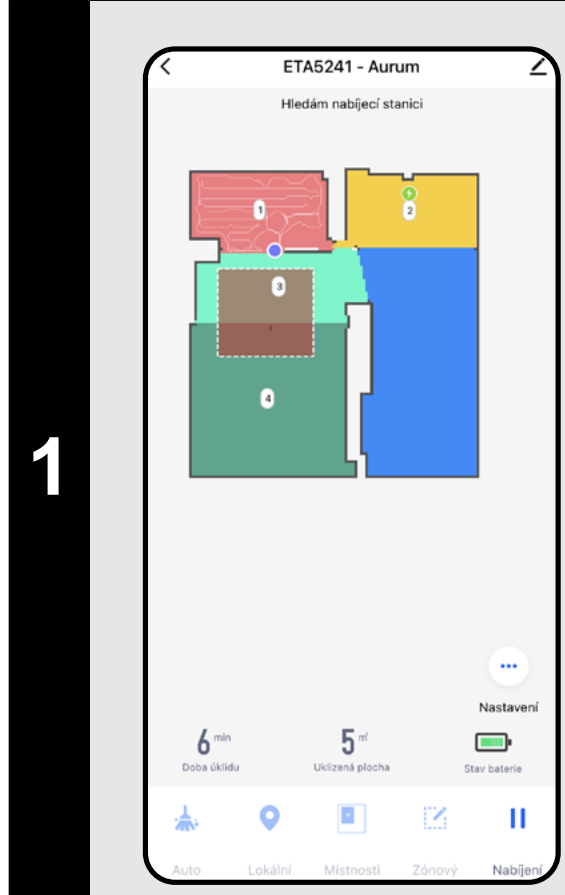 1
ETA5241 - Aurum
Hledám nabíjecí stanici
1
2
3
4
Nastavení
6 min
5 m²
Doba úklidu
Uklizená plocha
Stav baterie
Auto
Lokální
Místnosti
Zónový
Nabíjení